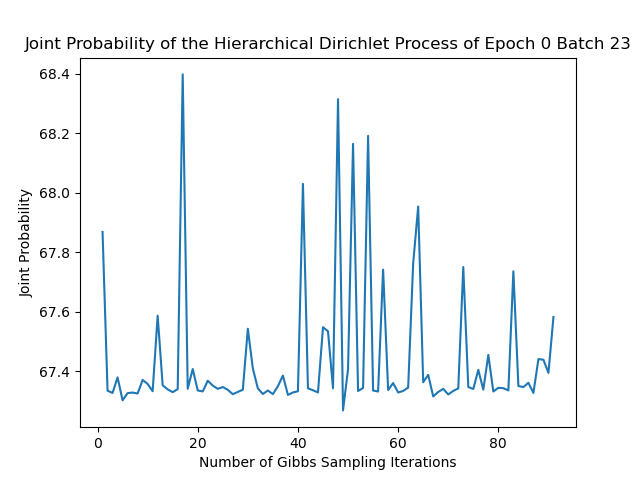 Joint Probability of the Hierarchical Dirichlet Process of Epoch 0 Batch 23
68.4
68.2
68.0
67.8
67.6
67.4
Joint Probability
0 20 40 60 80
Number of Gibbs Sampling Iterations